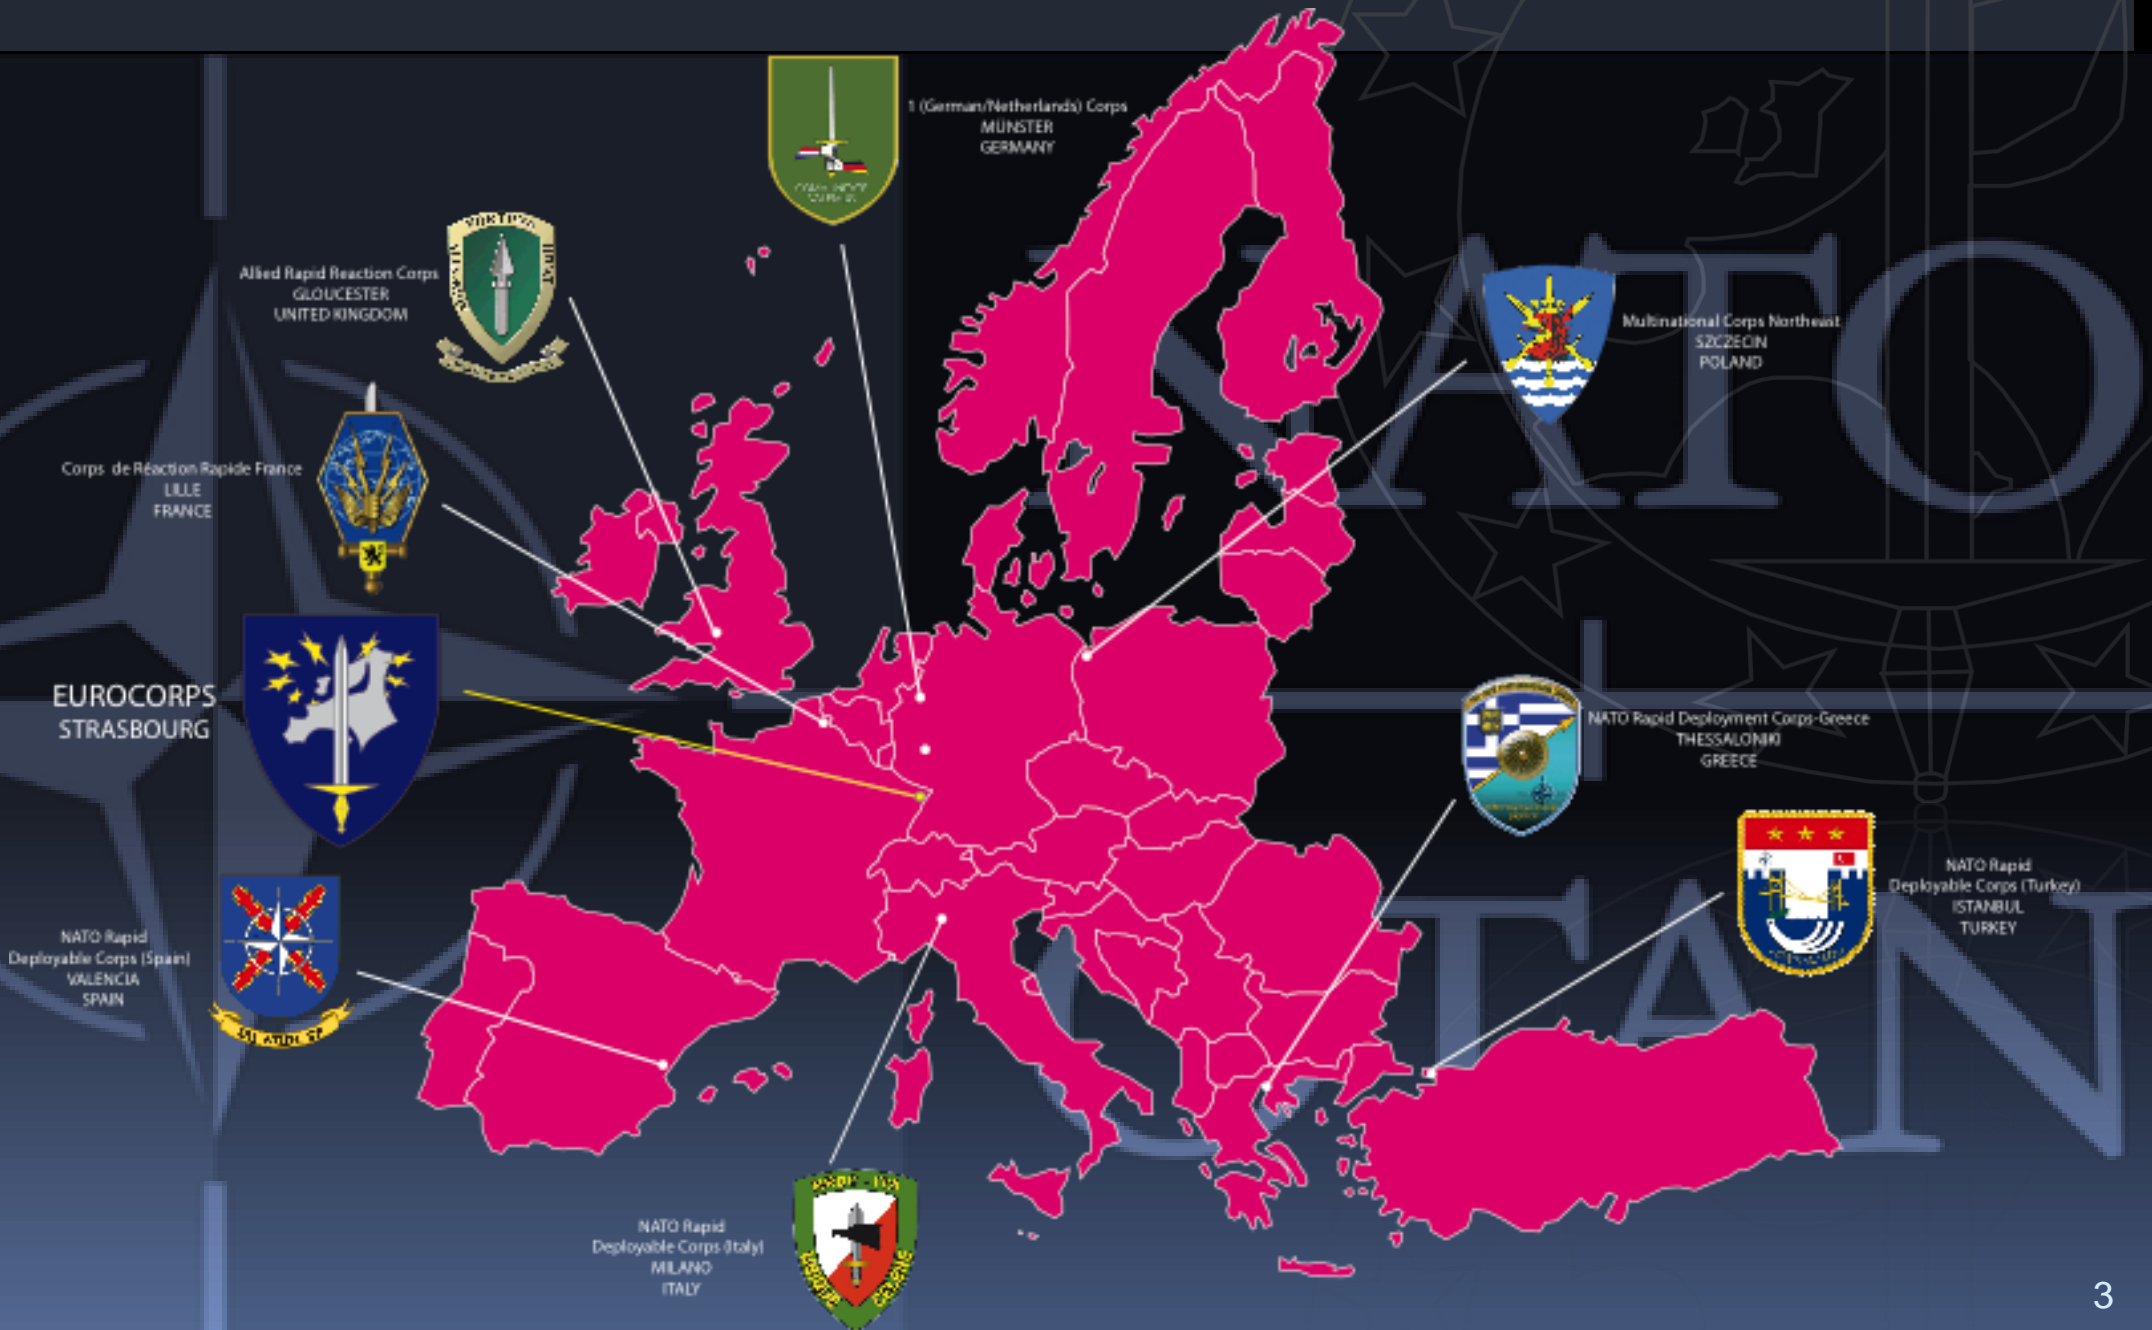 1 (German/Netherlands) Corps
MÜNSTER
GERMANY
Allied Rapid Reaction Corps
GLOUCESTER
UNITED KINGDOM
Multinational Corps Northeast
SZCZECIN
POLAND
NATO
Corps de Réaction Rapide France
LILLE
FRANCE
EUROCORPS
STRASBOURG
NATO Rapid Deployment Corps-Greece
THESSALONIKI
GREECE
NATO Rapid
Deployable Corps (Turkey)
ISTANBUL
TURKEY
OTAN
NATO Rapid
Deployable Corps (Spain)
VALENCIA
SPAIN
NATO Rapid
Deployable Corps (Italy)
MILANO
ITALY
3